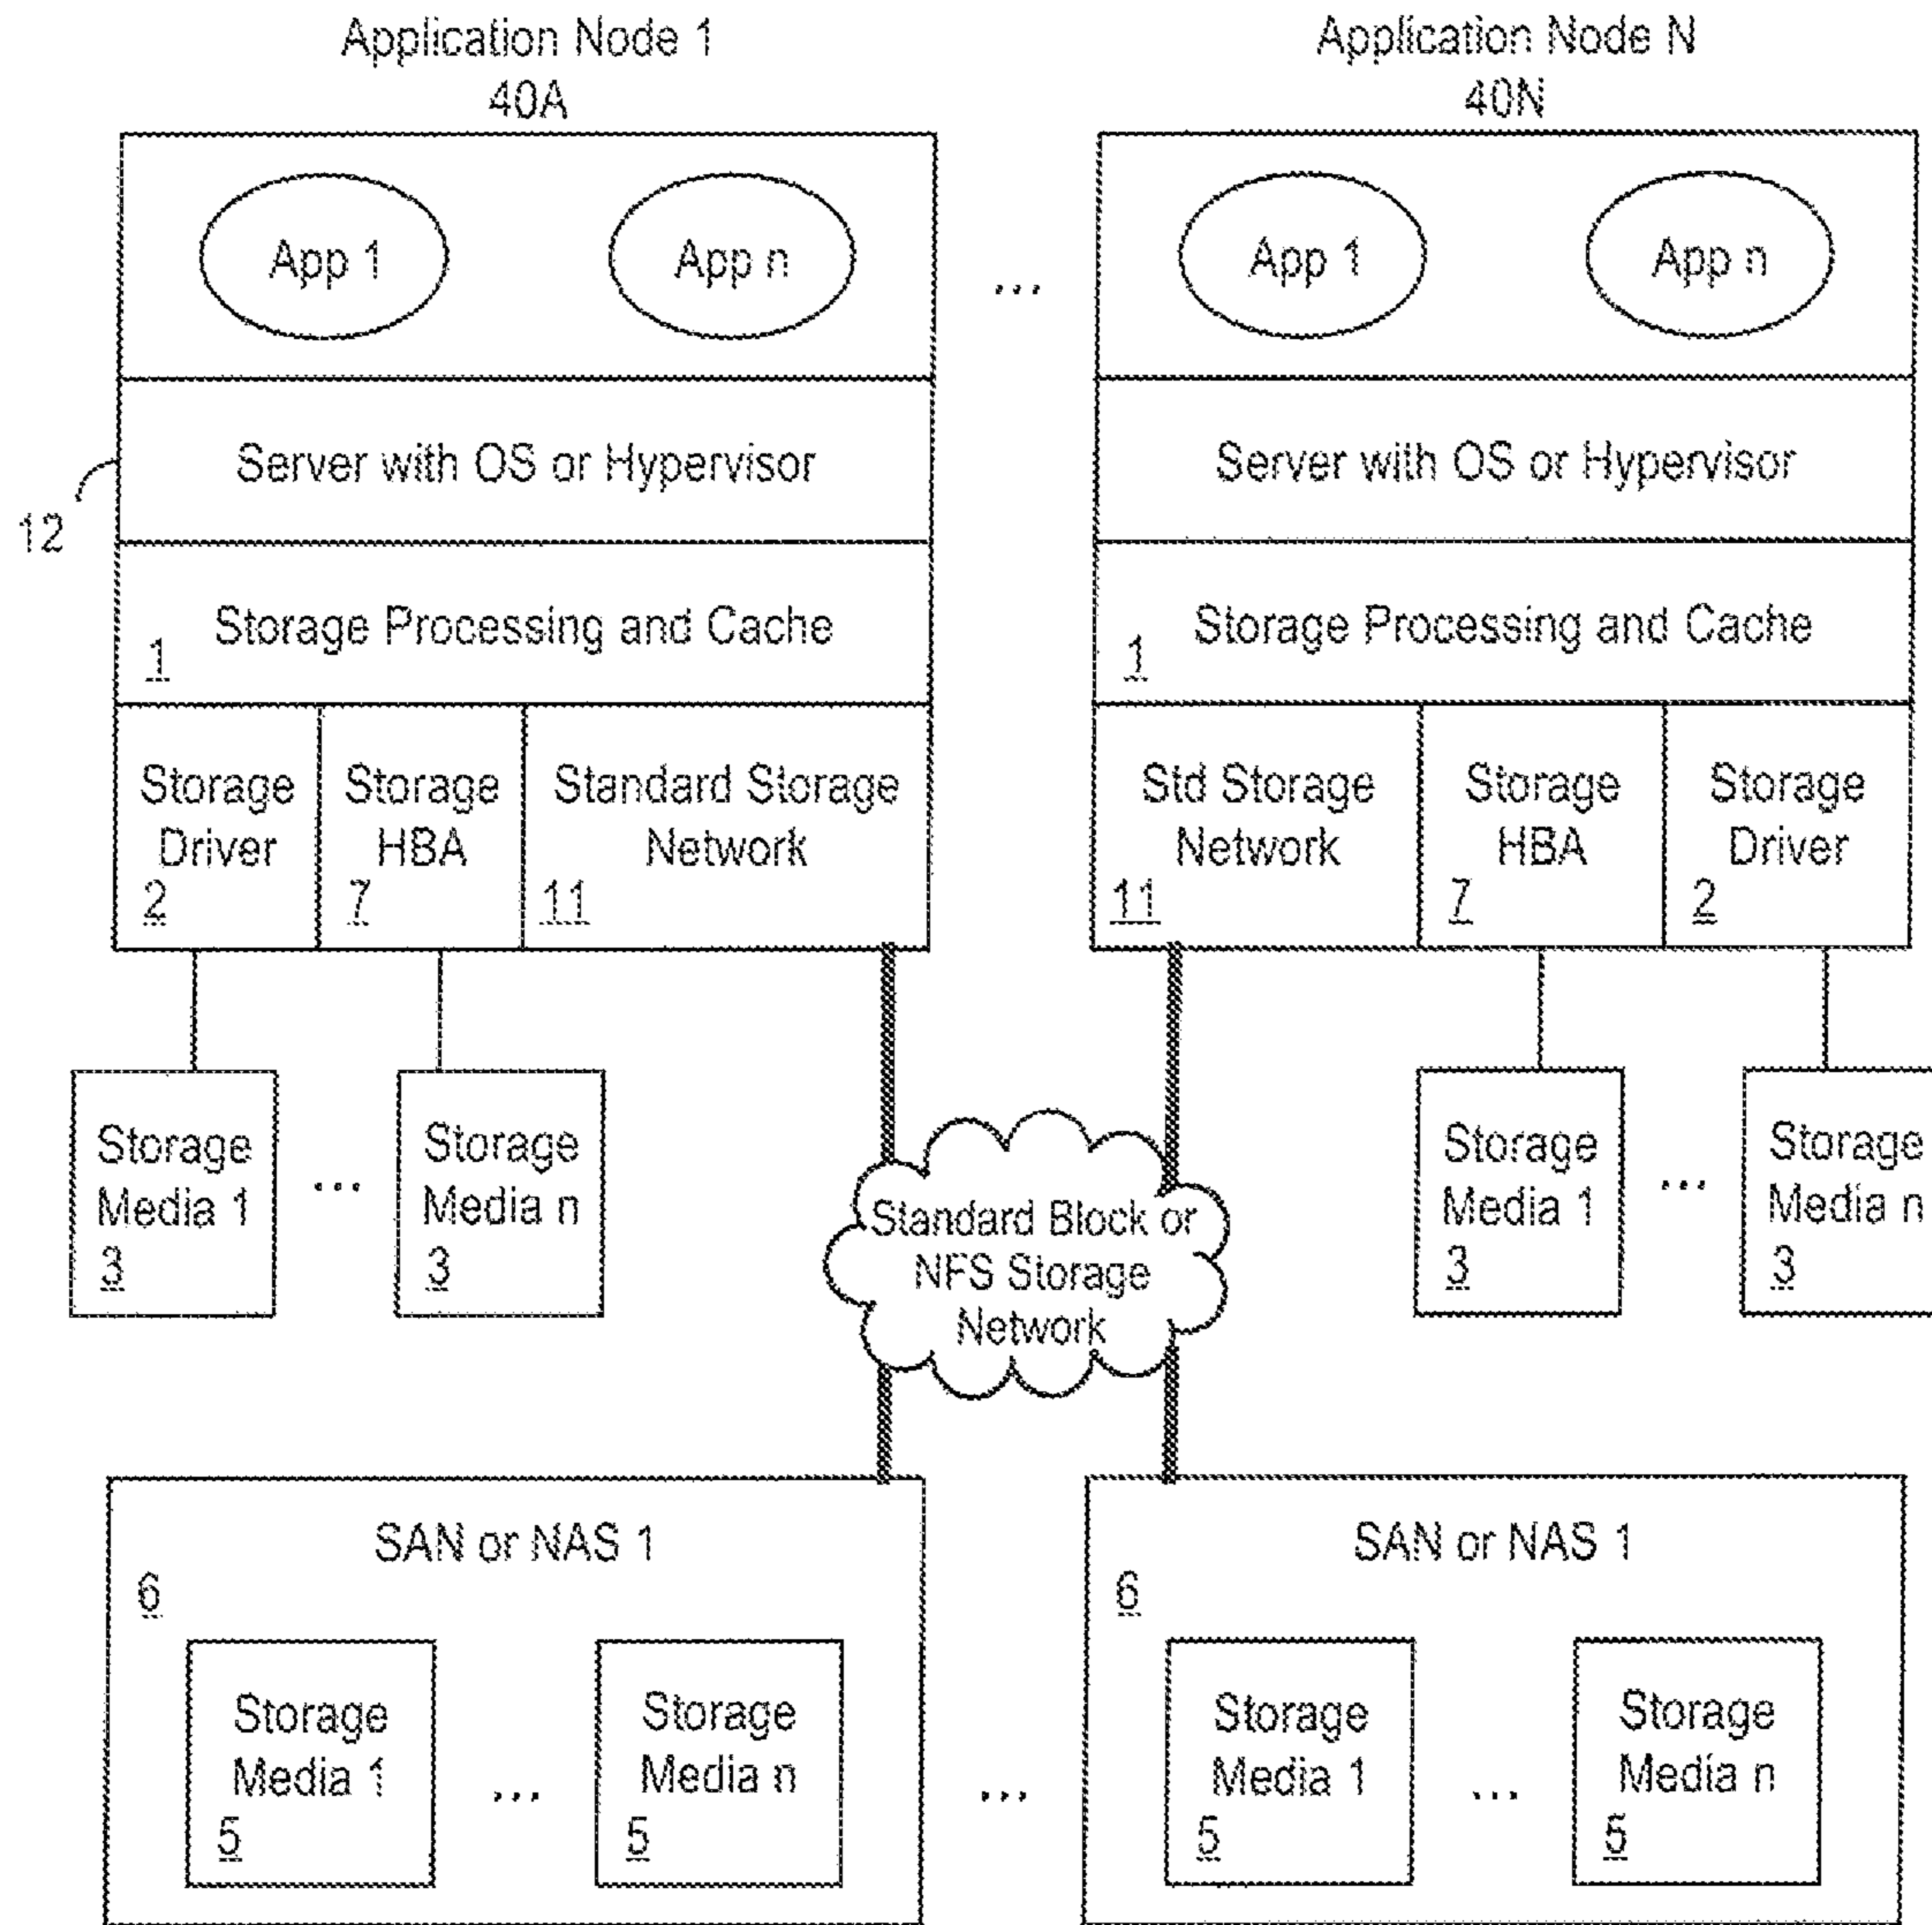 Application Node 1
40A
Application Node N
40N
App 1
App n
...
App 1
App n
Server with OS or Hypervisor
Server with OS or Hypervisor
12
Storage Processing and Cache
1
Storage Processing and Cache
1
Storage
Driver
2
Storage
HBA
7
Standard Storage
Network
11
Std Storage
Network
11
Storage
HBA
7
Storage
Driver
2
Storage
Media 1
3
...
Storage
Media n
3
Standard Block or
NFS Storage
Network
Storage
Media 1
3
...
Storage
Media n
3
SAN or NAS 1
6
Storage
Media 1
5
...
Storage
Media n
5
...
SAN or NAS 1
6
Storage
Media 1
5
...
Storage
Media n
5